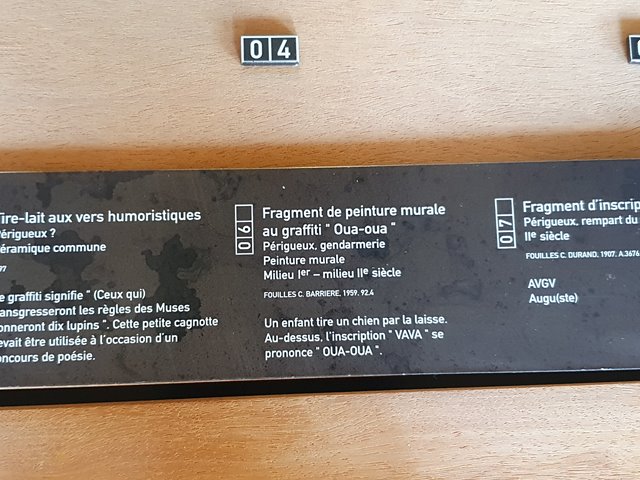 04
ire-lait aux vers humoristiques
érigueux ?
éramique commune
97
e graffiti signifie " (Ceux qui)
ansgresseront les règles des Muses
onneront dix lupins ". Cette petite cagnotte
evait être utilisée à l'occasion d'un
oncours de poésie.
06
Fragment de peinture murale
au graffiti " Oua-oua "
Périgueux, gendarmerie
Peinture murale
Milieu Ier – milieu IIe siècle
FOUILLES C. BARRIERE, 1959. 92.4
Un enfant tire un chien par la laisse.
Au-dessus, l'inscription " VAVA " se
prononce " OUA-OUA ".
07
Fragment d'inscrip
Périgueux, rempart du
IIe siècle
FOUILLES C. DURAND, 1907. A.3676
AVGV
Augu(ste)